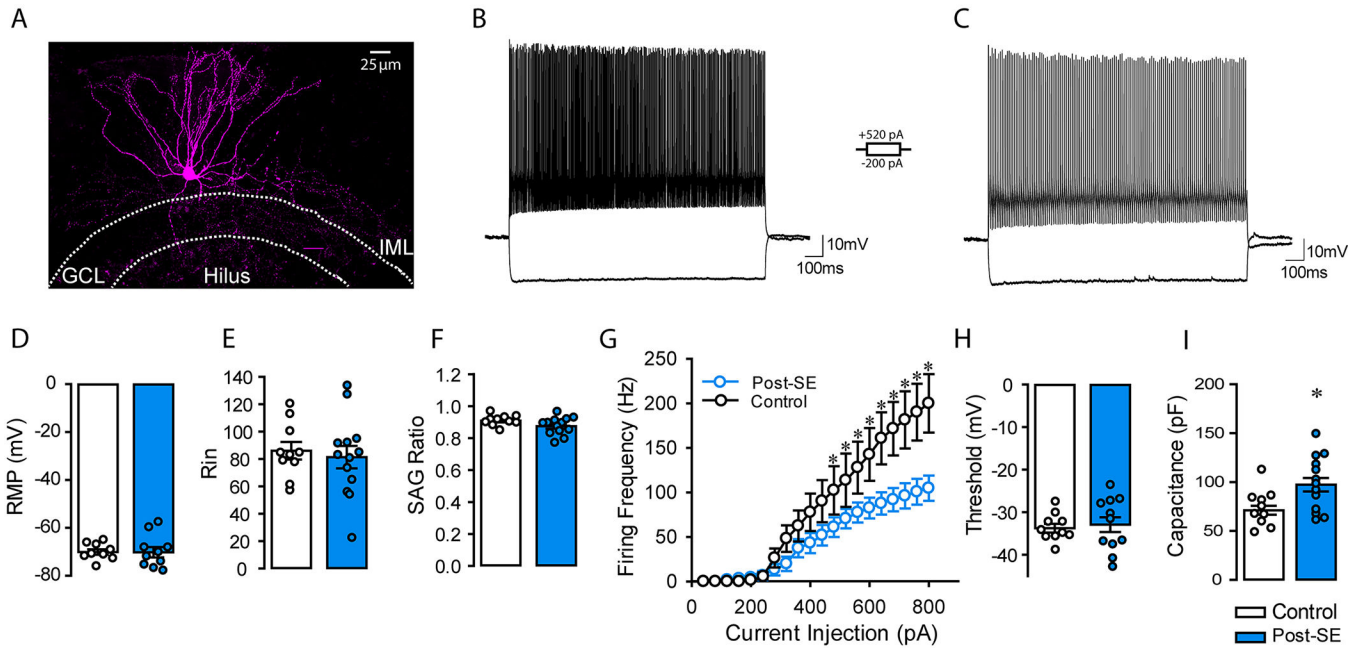 A
25 µm
GCL
Hilus
IML
B
10mV
100ms
+520 pA
-200 pA
C
10mV
100ms
D
RMP (mV)
0
-20
-40
-60
-80
E
Rin
140
120
100
80
60
40
20
0
F
SAG Ratio
1.2
1.0
0.8
0.6
0.4
0.2
0.0
G
Firing Frequency (Hz)
250
200
150
100
50
0
Post-SE
Control
* * * * * * * * *
0 200 400 600 800
Current Injection (pA)
H
Threshold (mV)
0
-10
-20
-30
-40
I
Capacitance (pF)
200
150
100
50
0
*
Control
Post-SE